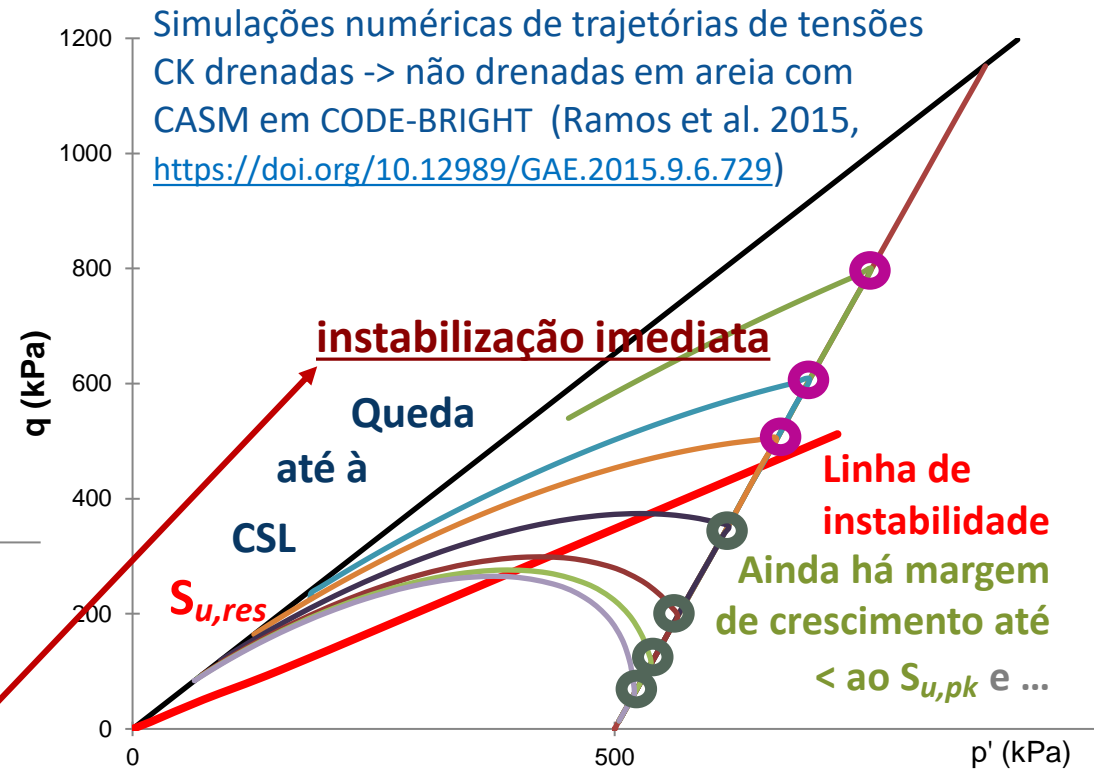 Simulações numéricas de trajetórias de tensões
CK drenadas -> não drenadas em areia com
CASM em CODE-BRIGHT (Ramos et al. 2015,
https://doi.org/10.12989/GAE.2015.9.6.729)
1200
1000
800
600
400
200
0
q (kPa)
instabilização imediata
Queda
até à
CSL
Su,res
Linha de
instabilidade
Ainda há margem
de crescimento até
< ao Su,pk e ...
0
500
p' (kPa)